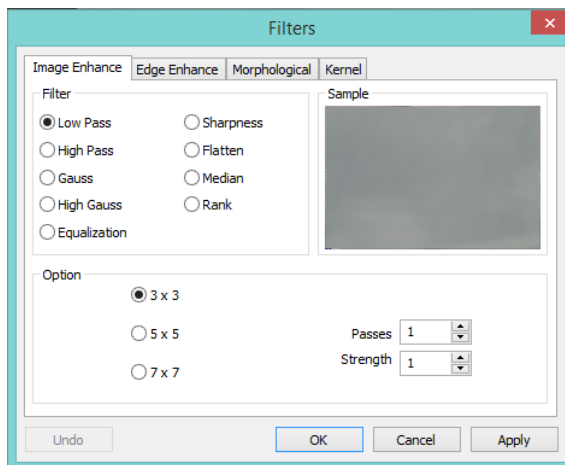 Filters
Image Enhance Edge Enhance Morphological Kernel
Filter
Low Pass
High Pass
Gauss
High Gauss
Equalization
Sharpness
Flatten
Median
Rank
Sample
Option
3 x 3
5 x 5
7 x 7
Passes 1
Strength 1
Undo OK Cancel Apply